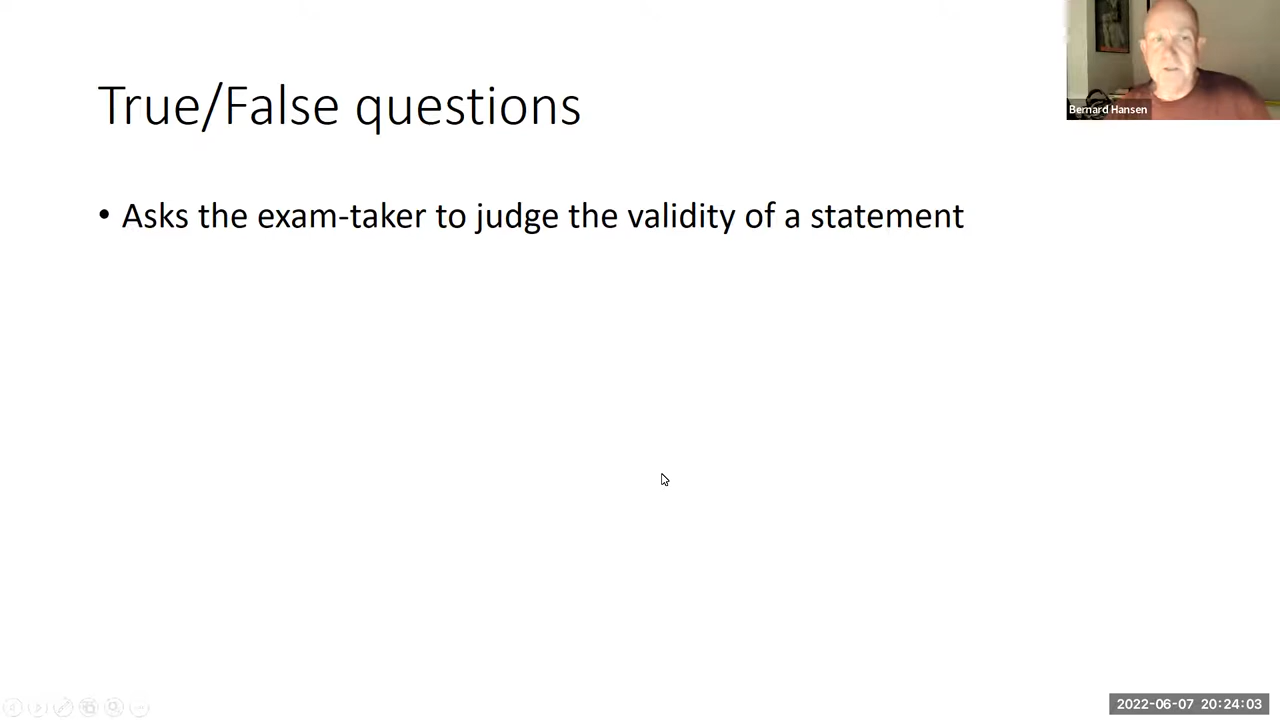 True/False questions
• Asks the exam-taker to judge the validity of a statement
Bernard Hansen
2022-06-07 20:24:03